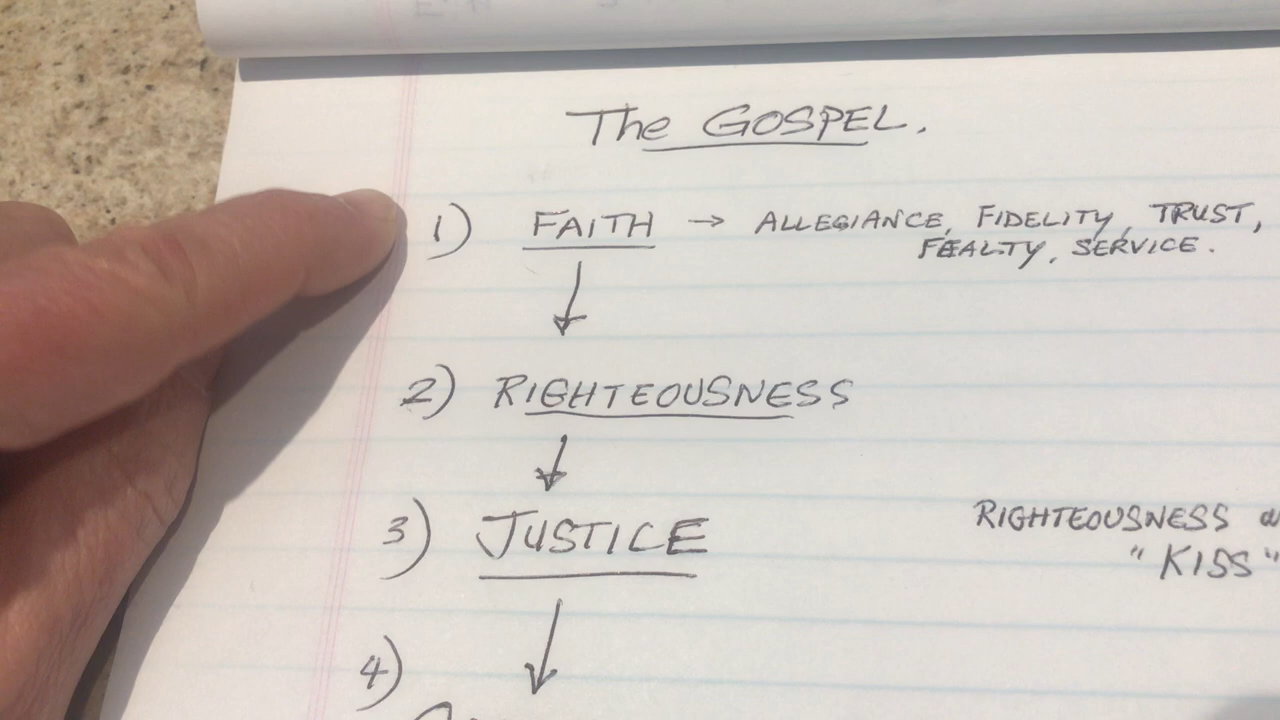 The GOSPEL.
1) FAITH → ALLEGIANCE, FIDELITY, TRUST,
FEALTY, SERVICE.
↓
2) RIGHTEOUSNESS
↓
3) JUSTICE
RIGHTEOUSNESS
"KISS"
↓
4)